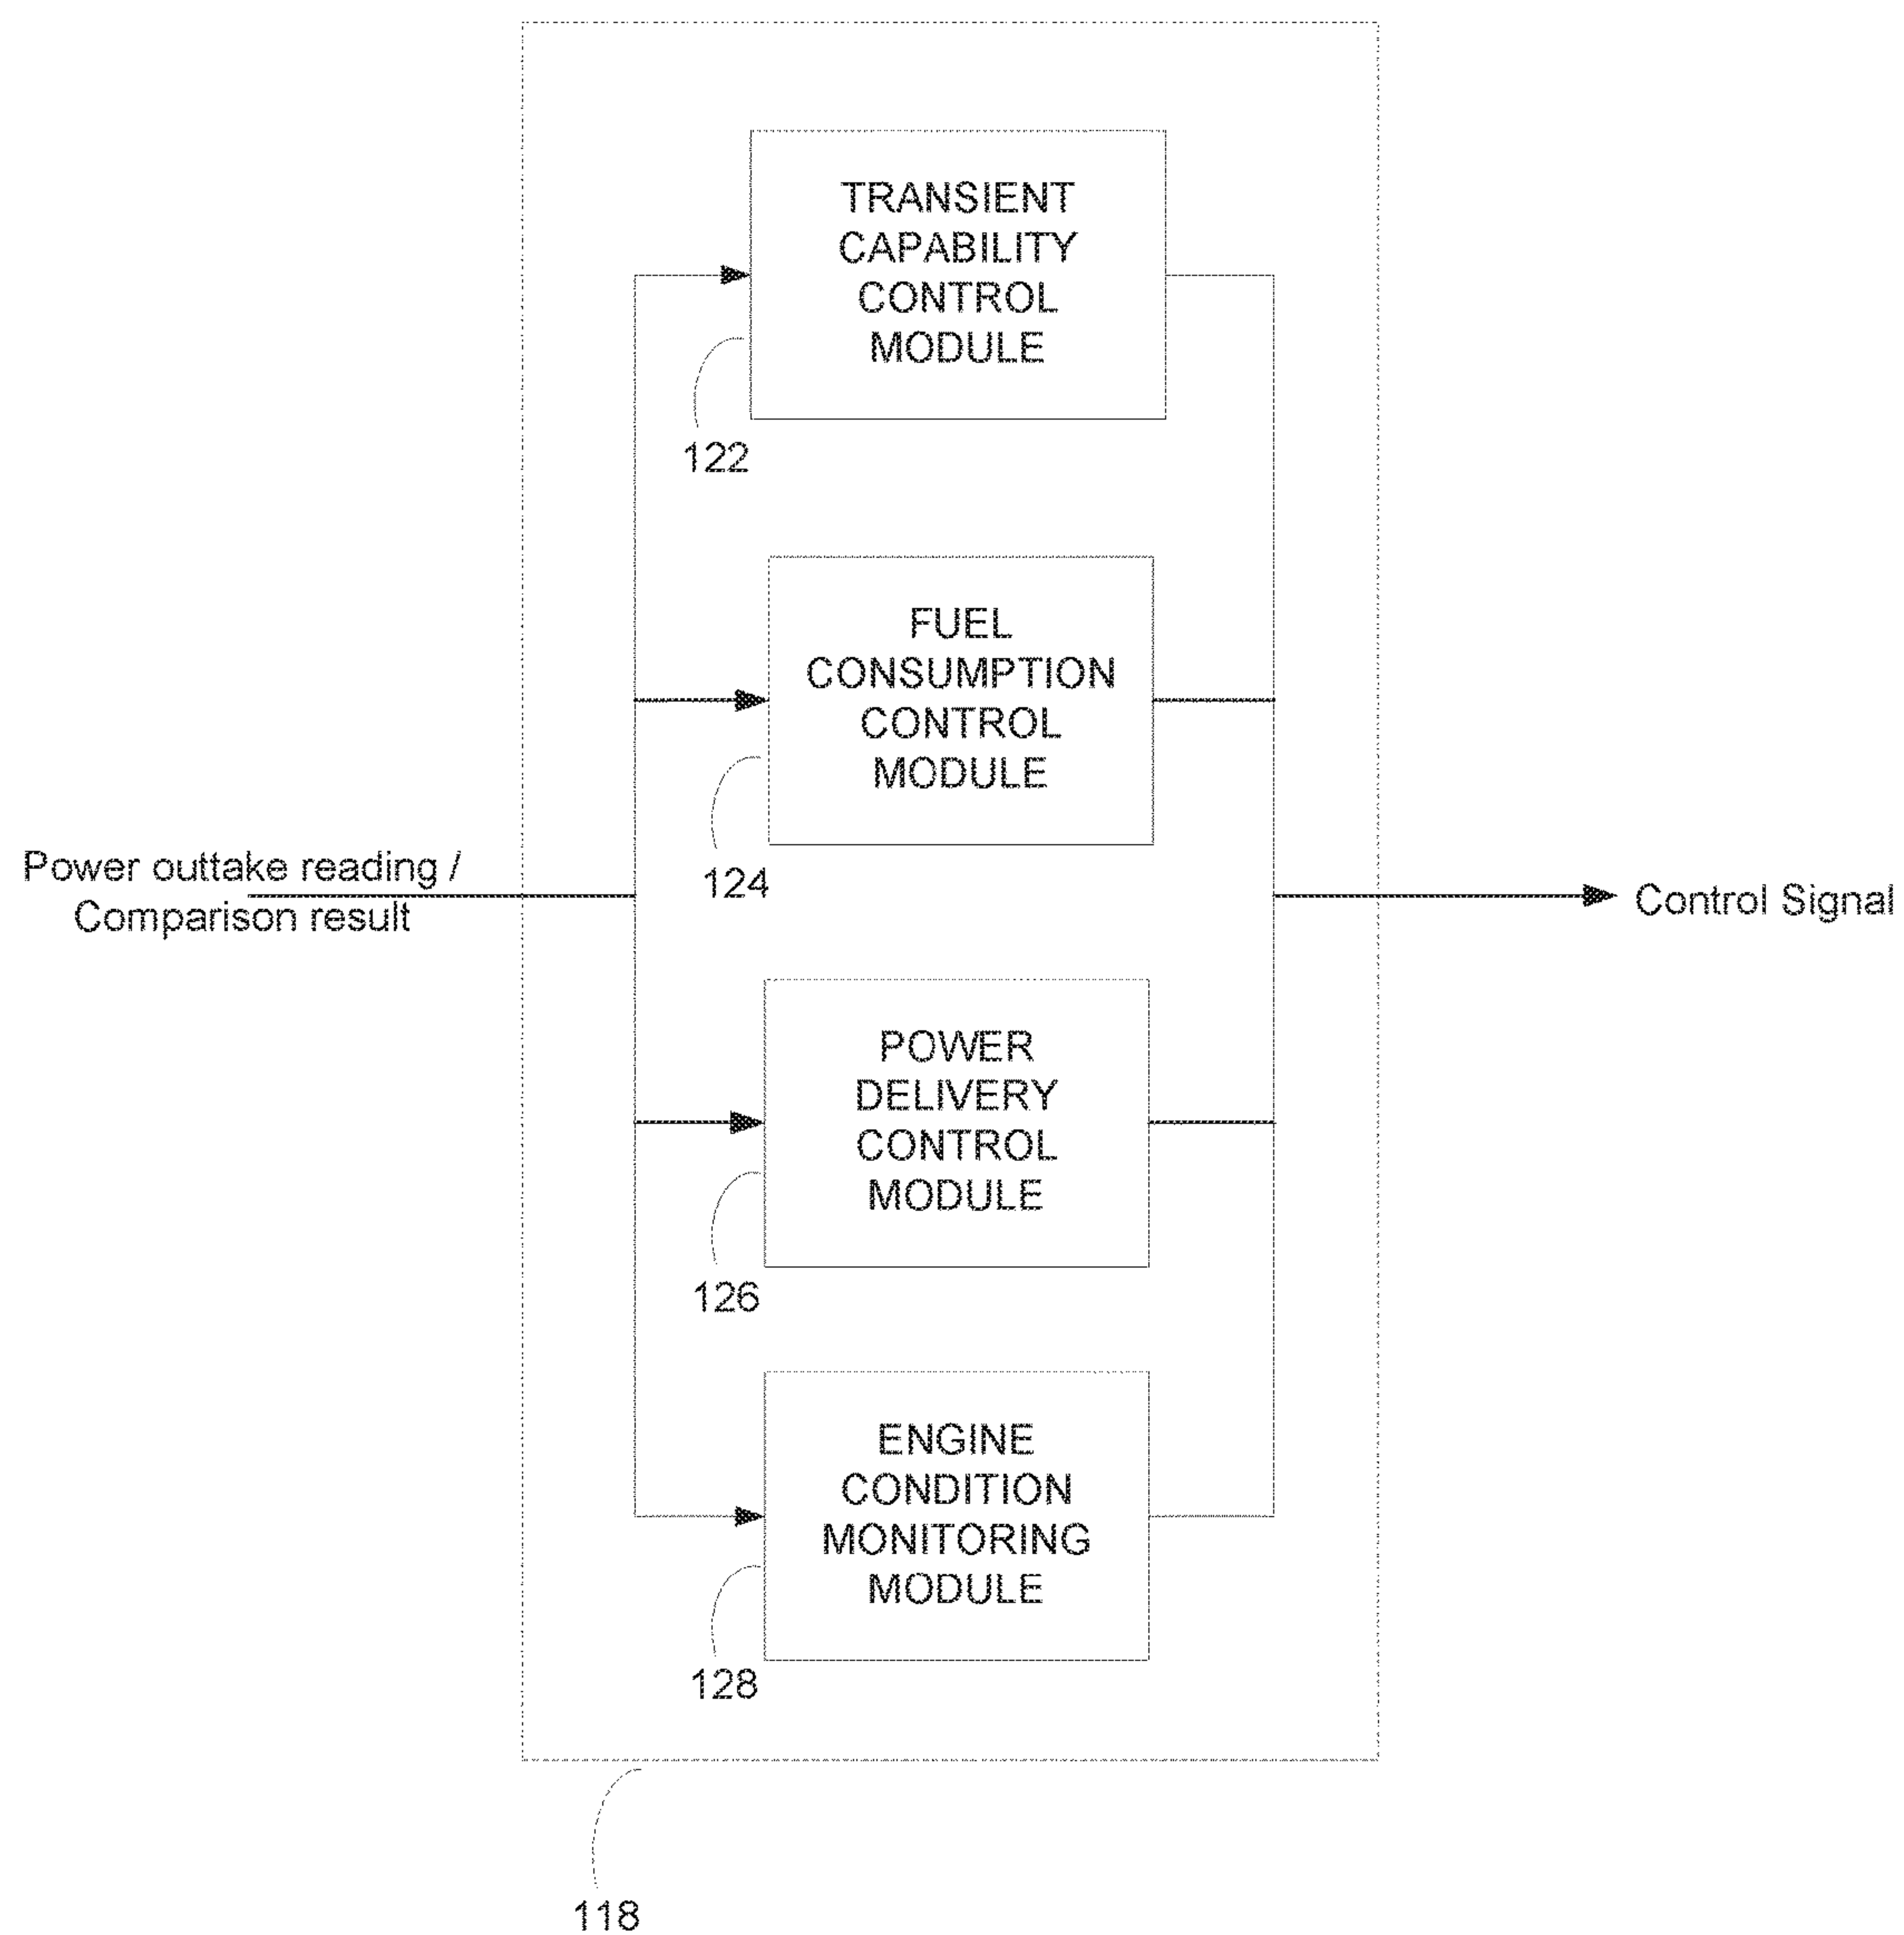 TRANSIENT
CAPABILITY
CONTROL
MODULE
122
FUEL
CONSUMPTION
CONTROL
MODULE
124
Power outtake reading /
Comparison result
Control Signal
POWER
DELIVERY
CONTROL
MODULE
126
ENGINE
CONDITION
MONITORING
MODULE
128
118